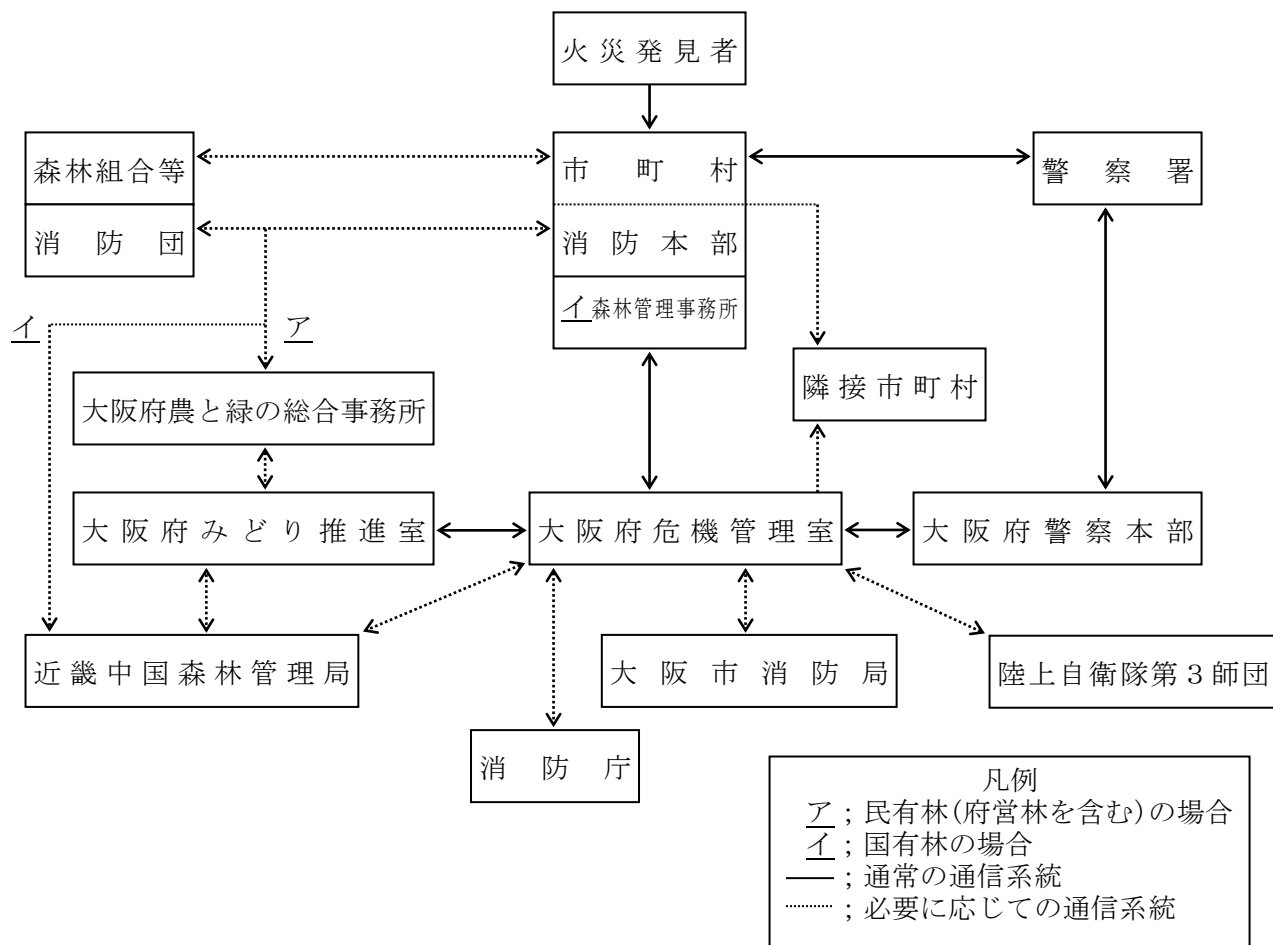 火災発見者
森林組合等
市町村
警察署
消防団
消防本部
イ森林管理事務所
イ
ア
隣接市町村
大阪府農と緑の総合事務所
大阪府みどり推進室
大阪府危機管理室
大阪府警察本部
近畿中国森林管理局
大阪市消防局
陸上自衛隊第３師団
消防庁
凡例
ア；民有林(府営林を含む)の場合
イ；国有林の場合
；通常の通信系統
；必要に応じての通信系統